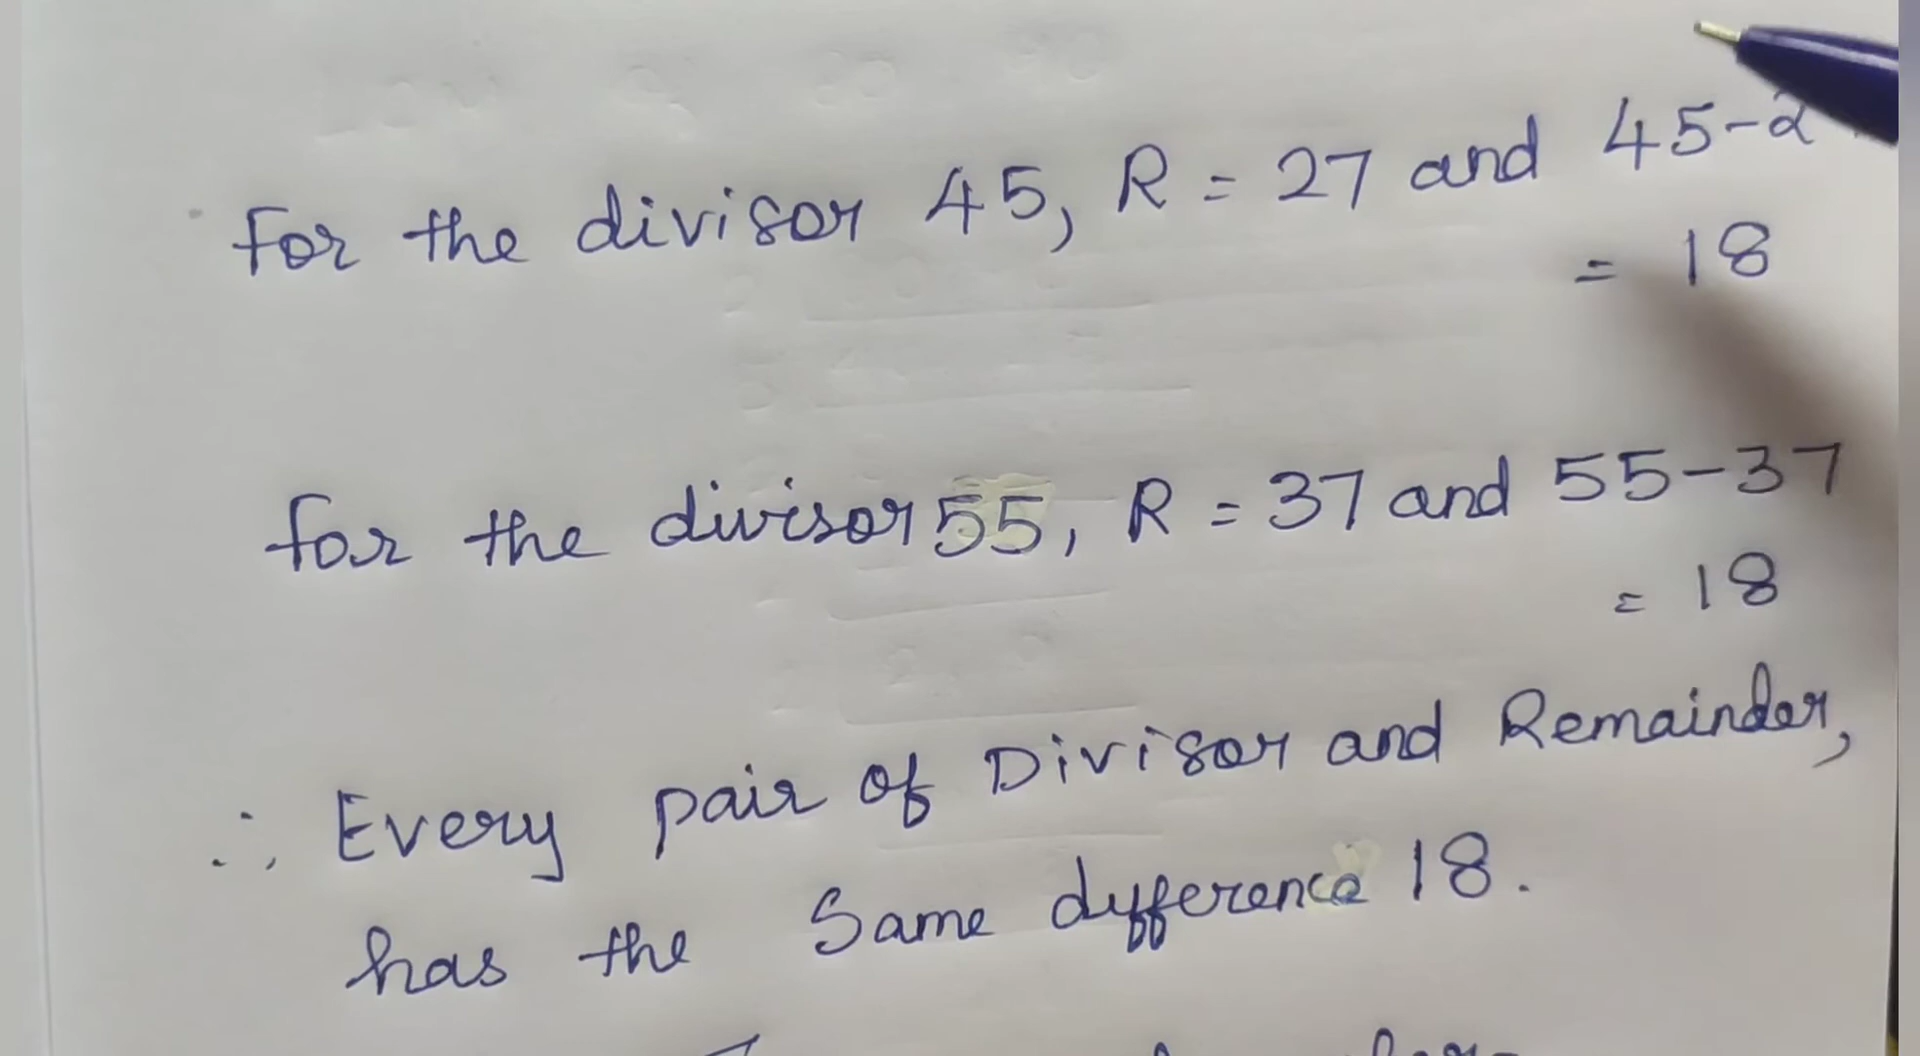 For the divisor 45, R = 27 and 45-2
= 18
for the divisor 55, R = 37 and 55-37
= 18
∴ Every pair of Divisor and Remainder,
has the Same difference 18.